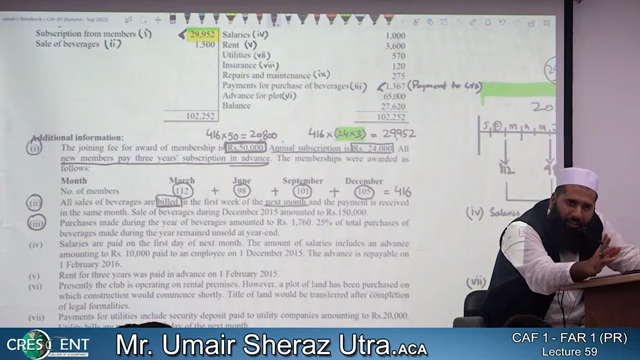 Subscription from members (i) 29,952 Salaries (iv) 1,000
Sale of beverages (ii) 1,500 Rent (v) 3,600
Utilities (vii) 570
Insurance (viii) 120
Repairs and maintenance (ix) 275
Payments for purchase of beverages (iii) 1,367 (Payment to
Advance for plot (vi) 65,000
Balance 27,620
102,252 102,252
416×50 = 20800 416 × (24×3) = 29952
Additional information:
(i) The joining fee for award of membership is Rs.50,000 Annual subscription is Rs. 24,000. All
new members pay three years' subscription in advance. The memberships were awarded as
follows:
Month March June September December
No. of members 112 + 98 + 101 + 105 = 416
(ii) All sales of beverages are billed in the first week of the next month and the payment is received
in the same month. Sale of beverages during December 2015 amounted to Rs.150,000.
(iii) Purchases made during the year of beverages amounted to Rs. 1,760. 25% of total purchases of
beverages made during the year remained unsold at year-end.
(iv) Salaries are paid on the first day of next month. The amount of salaries includes an advance
amounting to Rs. 10,000 paid to an employee on 1 December 2015. The advance is repayable on
1 February 2016.
(v) Rent for three years was paid in advance on 1 February 2015.
(vi) Presently the club is operating on rental premises. However, a plot of land has been purchased on
which construction would commence shortly. Title of land would be transferred after completion
of legal formalities.
(vii) Payments for utilities include security deposit paid to utility companies amounting to Rs.20,000.
Utility bills are day of the next month.
20
112
(iv) Salaries
(vii)
CRESCENT
Mr. Umair Sheraz Utra.ACA
CAF 1 - FAR 1 (PR)
Lecture 59